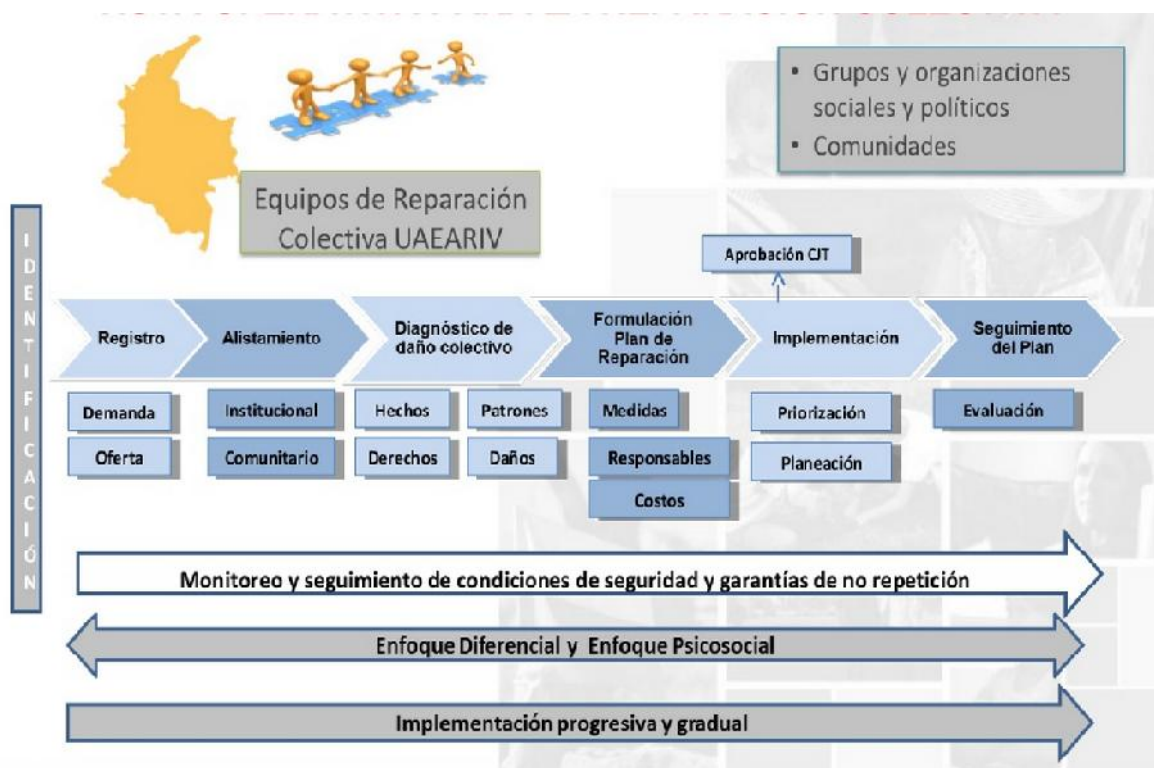 • Grupos y organizaciones
sociales y políticos
• Comunidades
Equipos de Reparación
Colectiva UAEARIV
IDENTIFICACIÓN
Aprobación CJT
Registro
Alistamiento
Diagnóstico de
daño colectivo
Formulación
Plan de
Reparación
Implementación
Seguimiento
del Plan
Demanda
Oferta
Institucional
Comunitario
Hechos
Patrones
Derechos
Daños
Medidas
Responsables
Costos
Priorización
Planeación
Evaluación
Monitoreo y seguimiento de condiciones de seguridad y garantías de no repetición
Enfoque Diferencial y Enfoque Psicosocial
Implementación progresiva y gradual